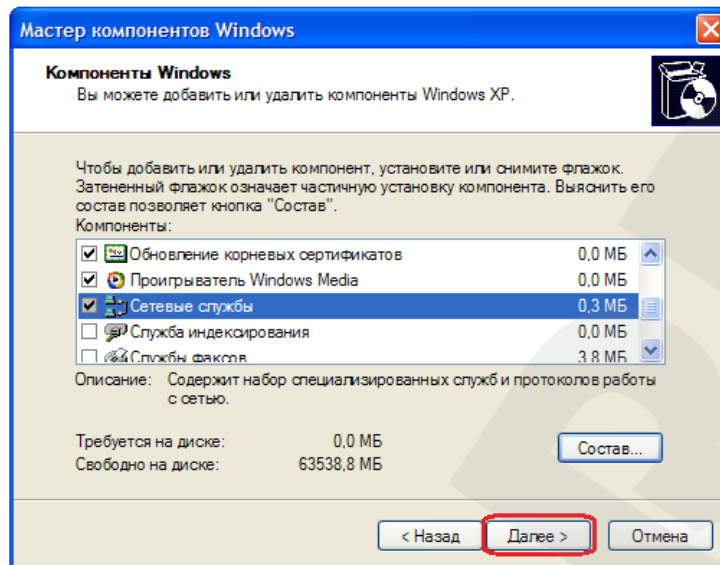 Мастер компонентов Windows
Компоненты Windows
Вы можете добавить или удалить компоненты Windows XP.
Чтобы добавить или удалить компонент, установите или снимите флажок.
Затененный флажок означает частичную установку компонента. Выяснить его
состав позволяет кнопка "Состав".
Компоненты:
Обновление корневых сертификатов 0,0 МБ
Проигрыватель Windows Media 0,0 МБ
Сетевые службы 0,3 МБ
Служба индексирования 0,0 МБ
Службы факсов 3,8 МБ
Описание: Содержит набор специализированных служб и протоколов работы
с сетью.
Требуется на диске: 0,0 МБ
Свободно на диске: 63538,8 МБ
Состав...
< Назад Далее > Отмена